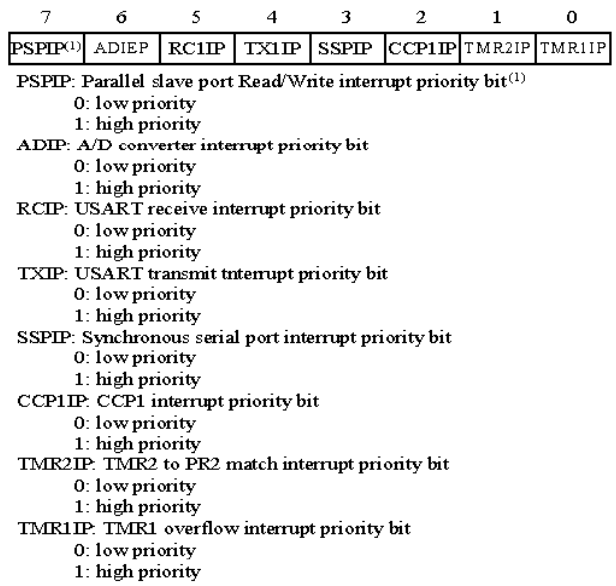 7 6 5 4 3 2 1 0
PSPIP(1) ADIEP RC1IP TX1IP SSPIP CCP1IP TMR2IP TMR1IP
PSPIP: Parallel slave port Read/Write interrupt priority bit(1)
0: low priority
1: high priority
ADIP: A/D converter interrupt priority bit
0: low priority
1: high priority
RCIP: USART receive interrupt priority bit
0: low priority
1: high priority
TXIP: USART transmit tnterrupt priority bit
0: low priority
1: high priority
SSPIP: Synchronous serial port interrupt priority bit
0: low priority
1: high priority
CCP1IP: CCP1 interrupt priority bit
0: low priority
1: high priority
TMR2IP: TMR2 to PR2 match interrupt priority bit
0: low priority
1: high priority
TMR1IP: TMR1 overflow interrupt priority bit
0: low priority
1: high priority